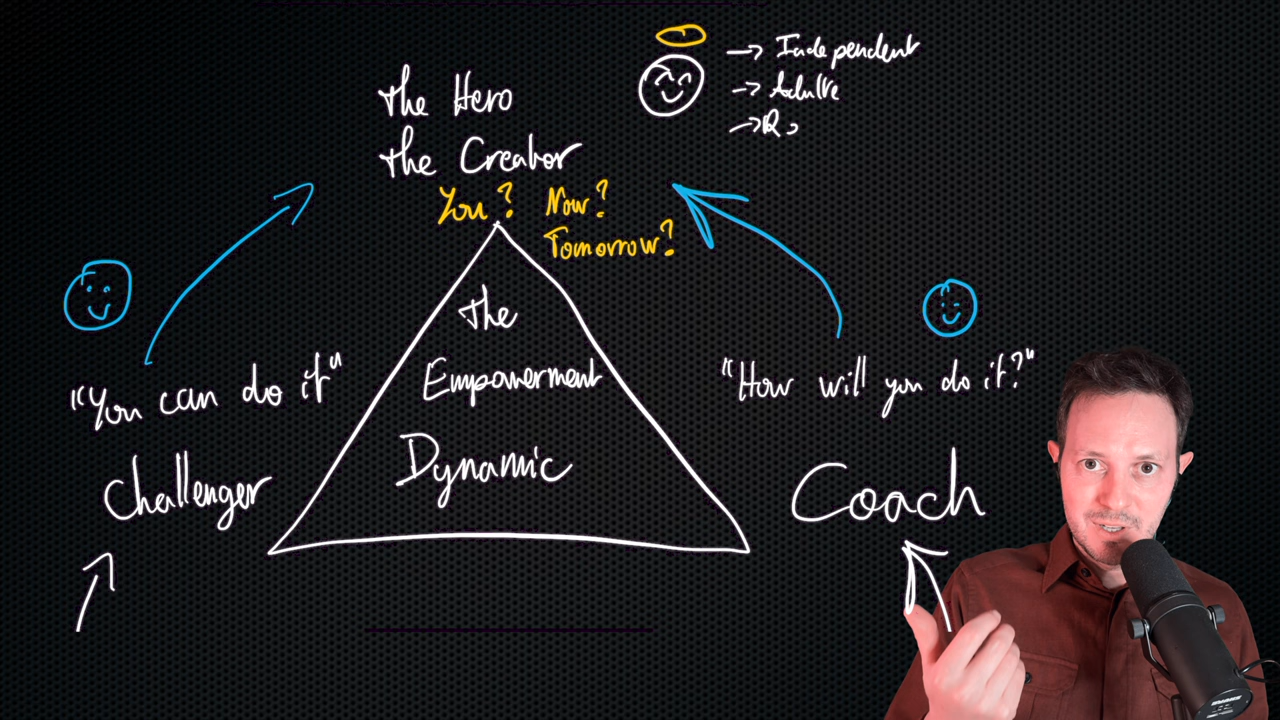 the Hero
the Creator
You? Now?
Tomorrow?
→ Independent
→ Adulte
→
"You can do it"
Challenger
the
Empowerment
Dynamic
"How will you do it?"
Coach